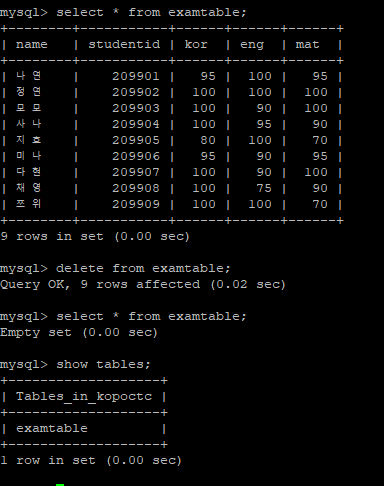 mysql> select * from examtable;
+--------+-----------+------+------+------+
| name   | studentid | kor  | eng  | mat  |
+--------+-----------+------+------+------+
| 나연   |    209901 |   95 |  100 |   95 |
| 정연   |    209902 |  100 |  100 |  100 |
| 모모   |    209903 |  100 |   90 |  100 |
| 사나   |    209904 |  100 |   95 |   90 |
| 지효   |    209905 |   80 |  100 |   70 |
| 미나   |    209906 |   95 |   90 |   95 |
| 다현   |    209907 |  100 |   90 |  100 |
| 채영   |    209908 |  100 |   75 |   90 |
| 쯔위   |    209909 |  100 |  100 |   70 |
+--------+-----------+------+------+------+
9 rows in set (0.00 sec)
mysql> delete from examtable;
Query OK, 9 rows affected (0.02 sec)
mysql> select * from examtable;
Empty set (0.00 sec)
mysql> show tables;
+-------------------+
| Tables_in_kopoctc |
+-------------------+
| examtable         |
+-------------------+
1 row in set (0.00 sec)